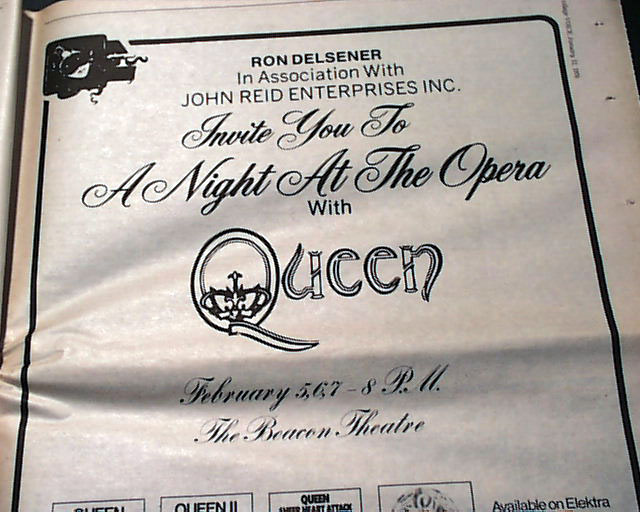 RON DELSENER
In Association With
JOHN REID ENTERPRISES INC.
Invite You To
A Night At The Opera
With
Queen
February 5,6,7 - 8 P.M.
The Beacon Theatre
QUEEN
QUEEN II
QUEEN
SHEER HEART ATTACK
Available on Elektra